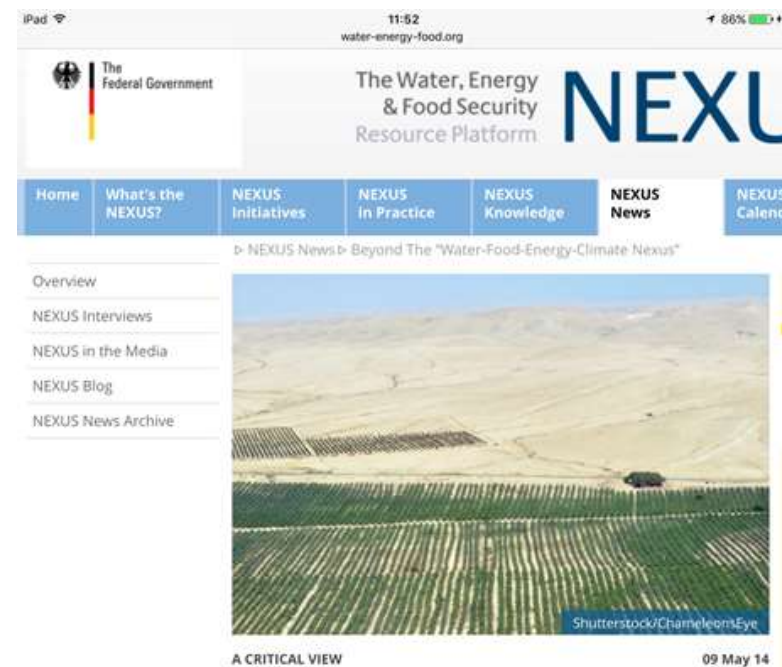 iPad
11:52
86%
water-energy-food.org
The
Federal Government
The Water, Energy
& Food Security
Resource Platform
NEXU
Home
What's the
NEXUS?
NEXUS
Initiatives
NEXUS
in Practice
NEXUS
Knowledge
NEXUS
News
NEXUS
Calend
NEXUS News
Beyond The "Water-Food-Energy-Climate Nexus"
Overview
NEXUS Interviews
NEXUS in the Media
NEXUS Blog
NEXUS News Archive
Shutterstock/ChameleonsEye
A CRITICAL VIEW
09 May 14